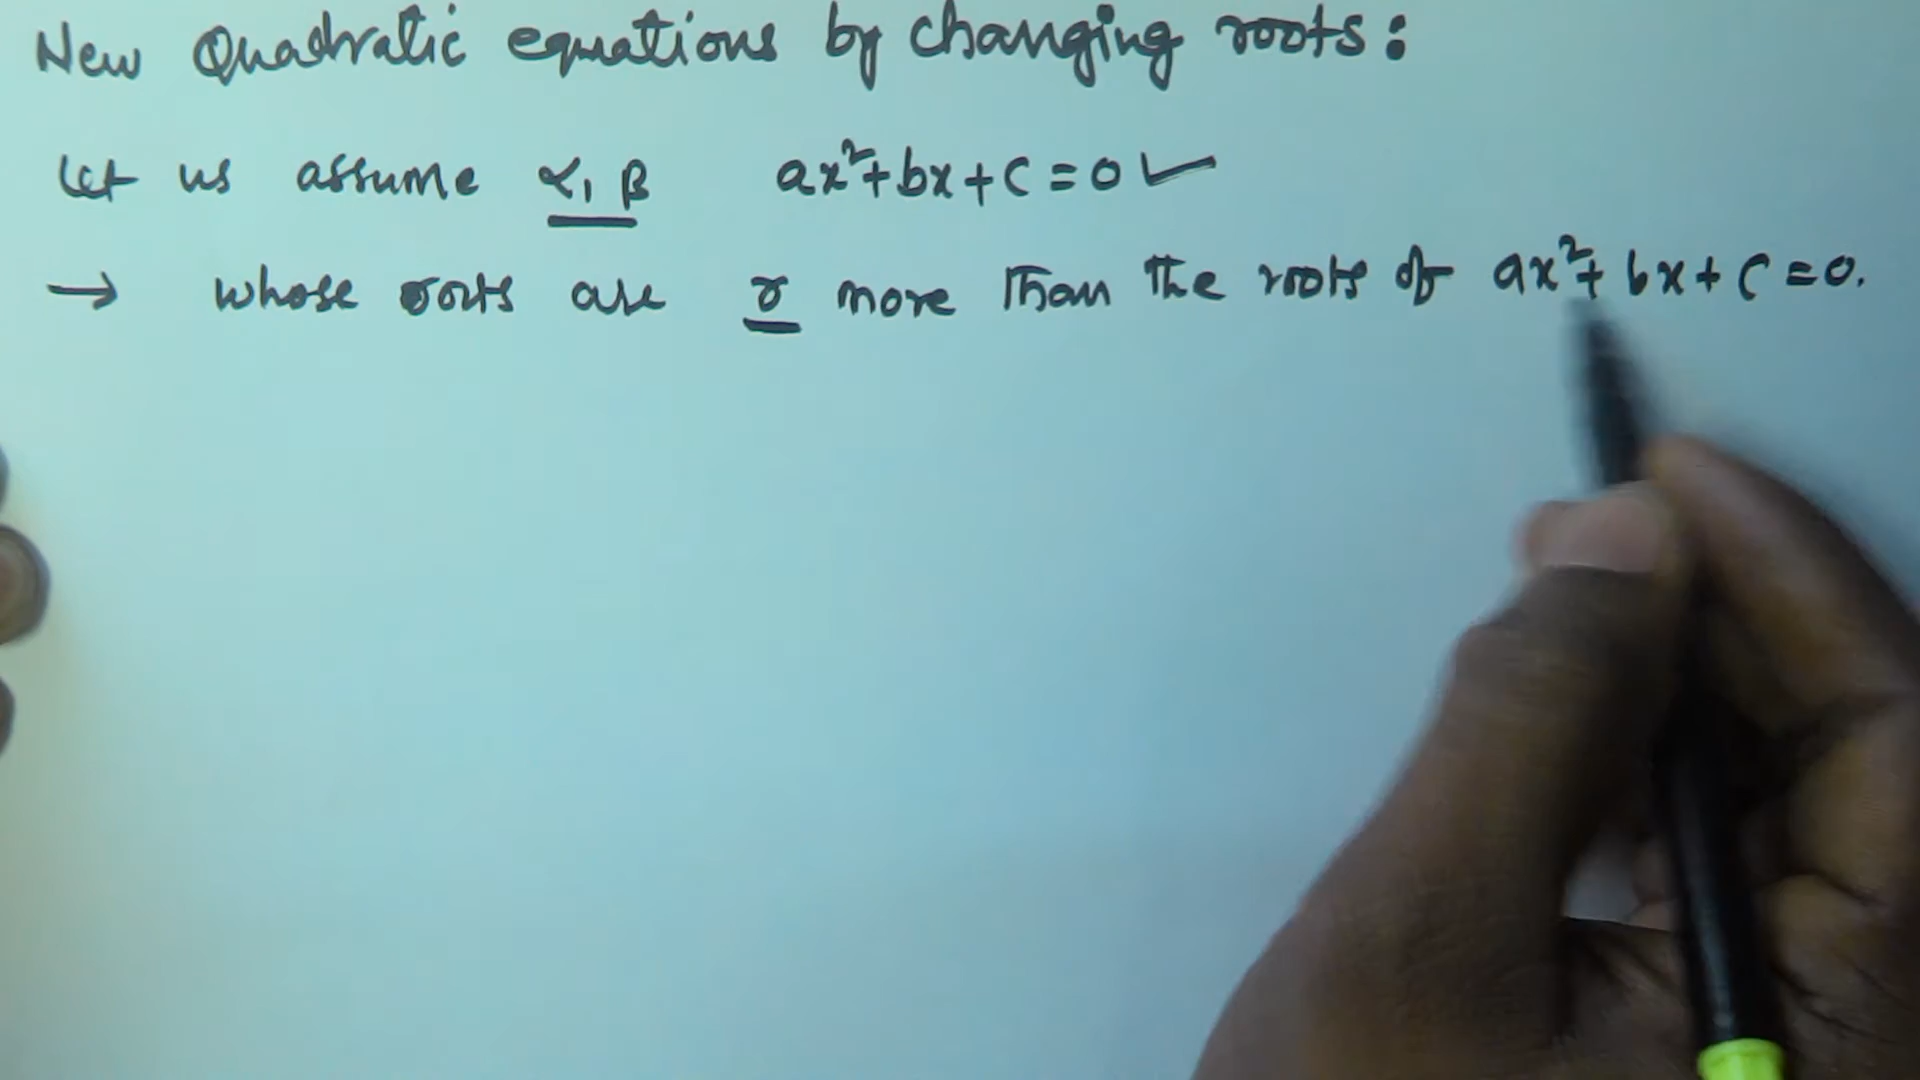 New Quadratic equations by changing roots:
Let us assume α, β ax²+bx+c=0 ✓
→ whose roots are r more than the roots of ax²+bx+c=0.